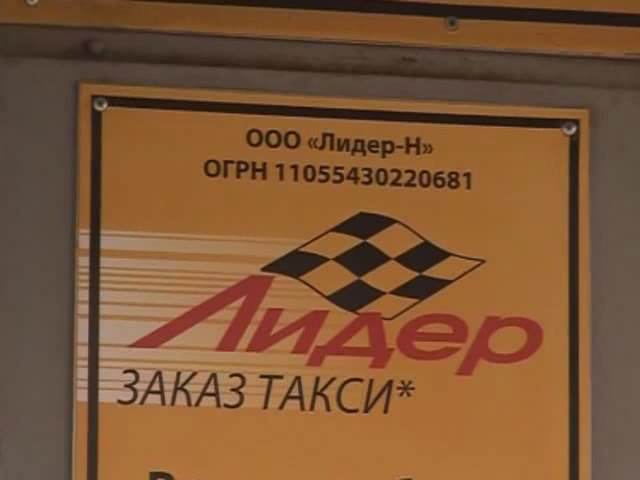 ООО «Лидер-Н»
ОГРН 11055430220681
Лидер
ЗАКАЗ ТАКСИ*